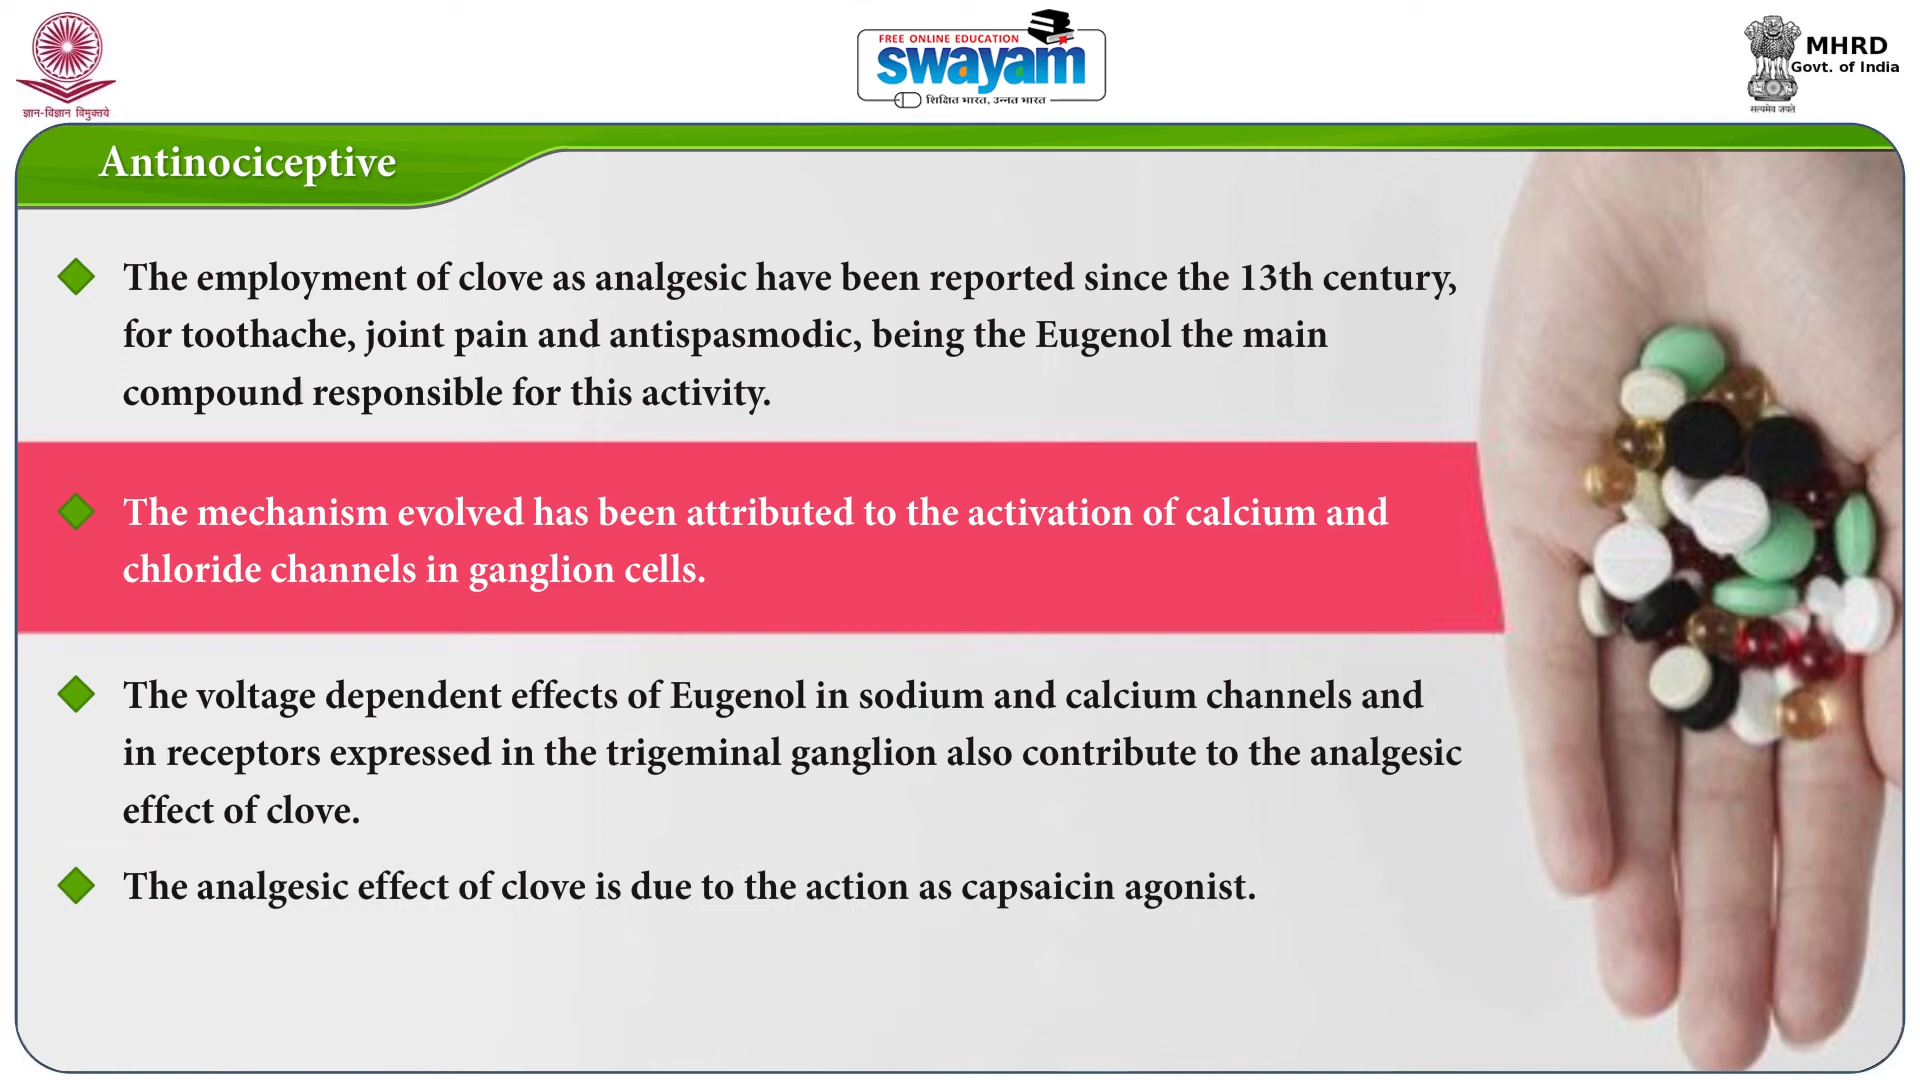 ज्ञान-विज्ञान विमुक्तये
FREE ONLINE EDUCATION
swayam
शिक्षित भारत, उन्नत भारत
MHRD
Govt. of India
सत्यमेव जयते
Antinociceptive
The employment of clove as analgesic have been reported since the 13th century,
for toothache, joint pain and antispasmodic, being the Eugenol the main
compound responsible for this activity.
The mechanism evolved has been attributed to the activation of calcium and
chloride channels in ganglion cells.
The voltage dependent effects of Eugenol in sodium and calcium channels and
in receptors expressed in the trigeminal ganglion also contribute to the analgesic
effect of clove.
The analgesic effect of clove is due to the action as capsaicin agonist.